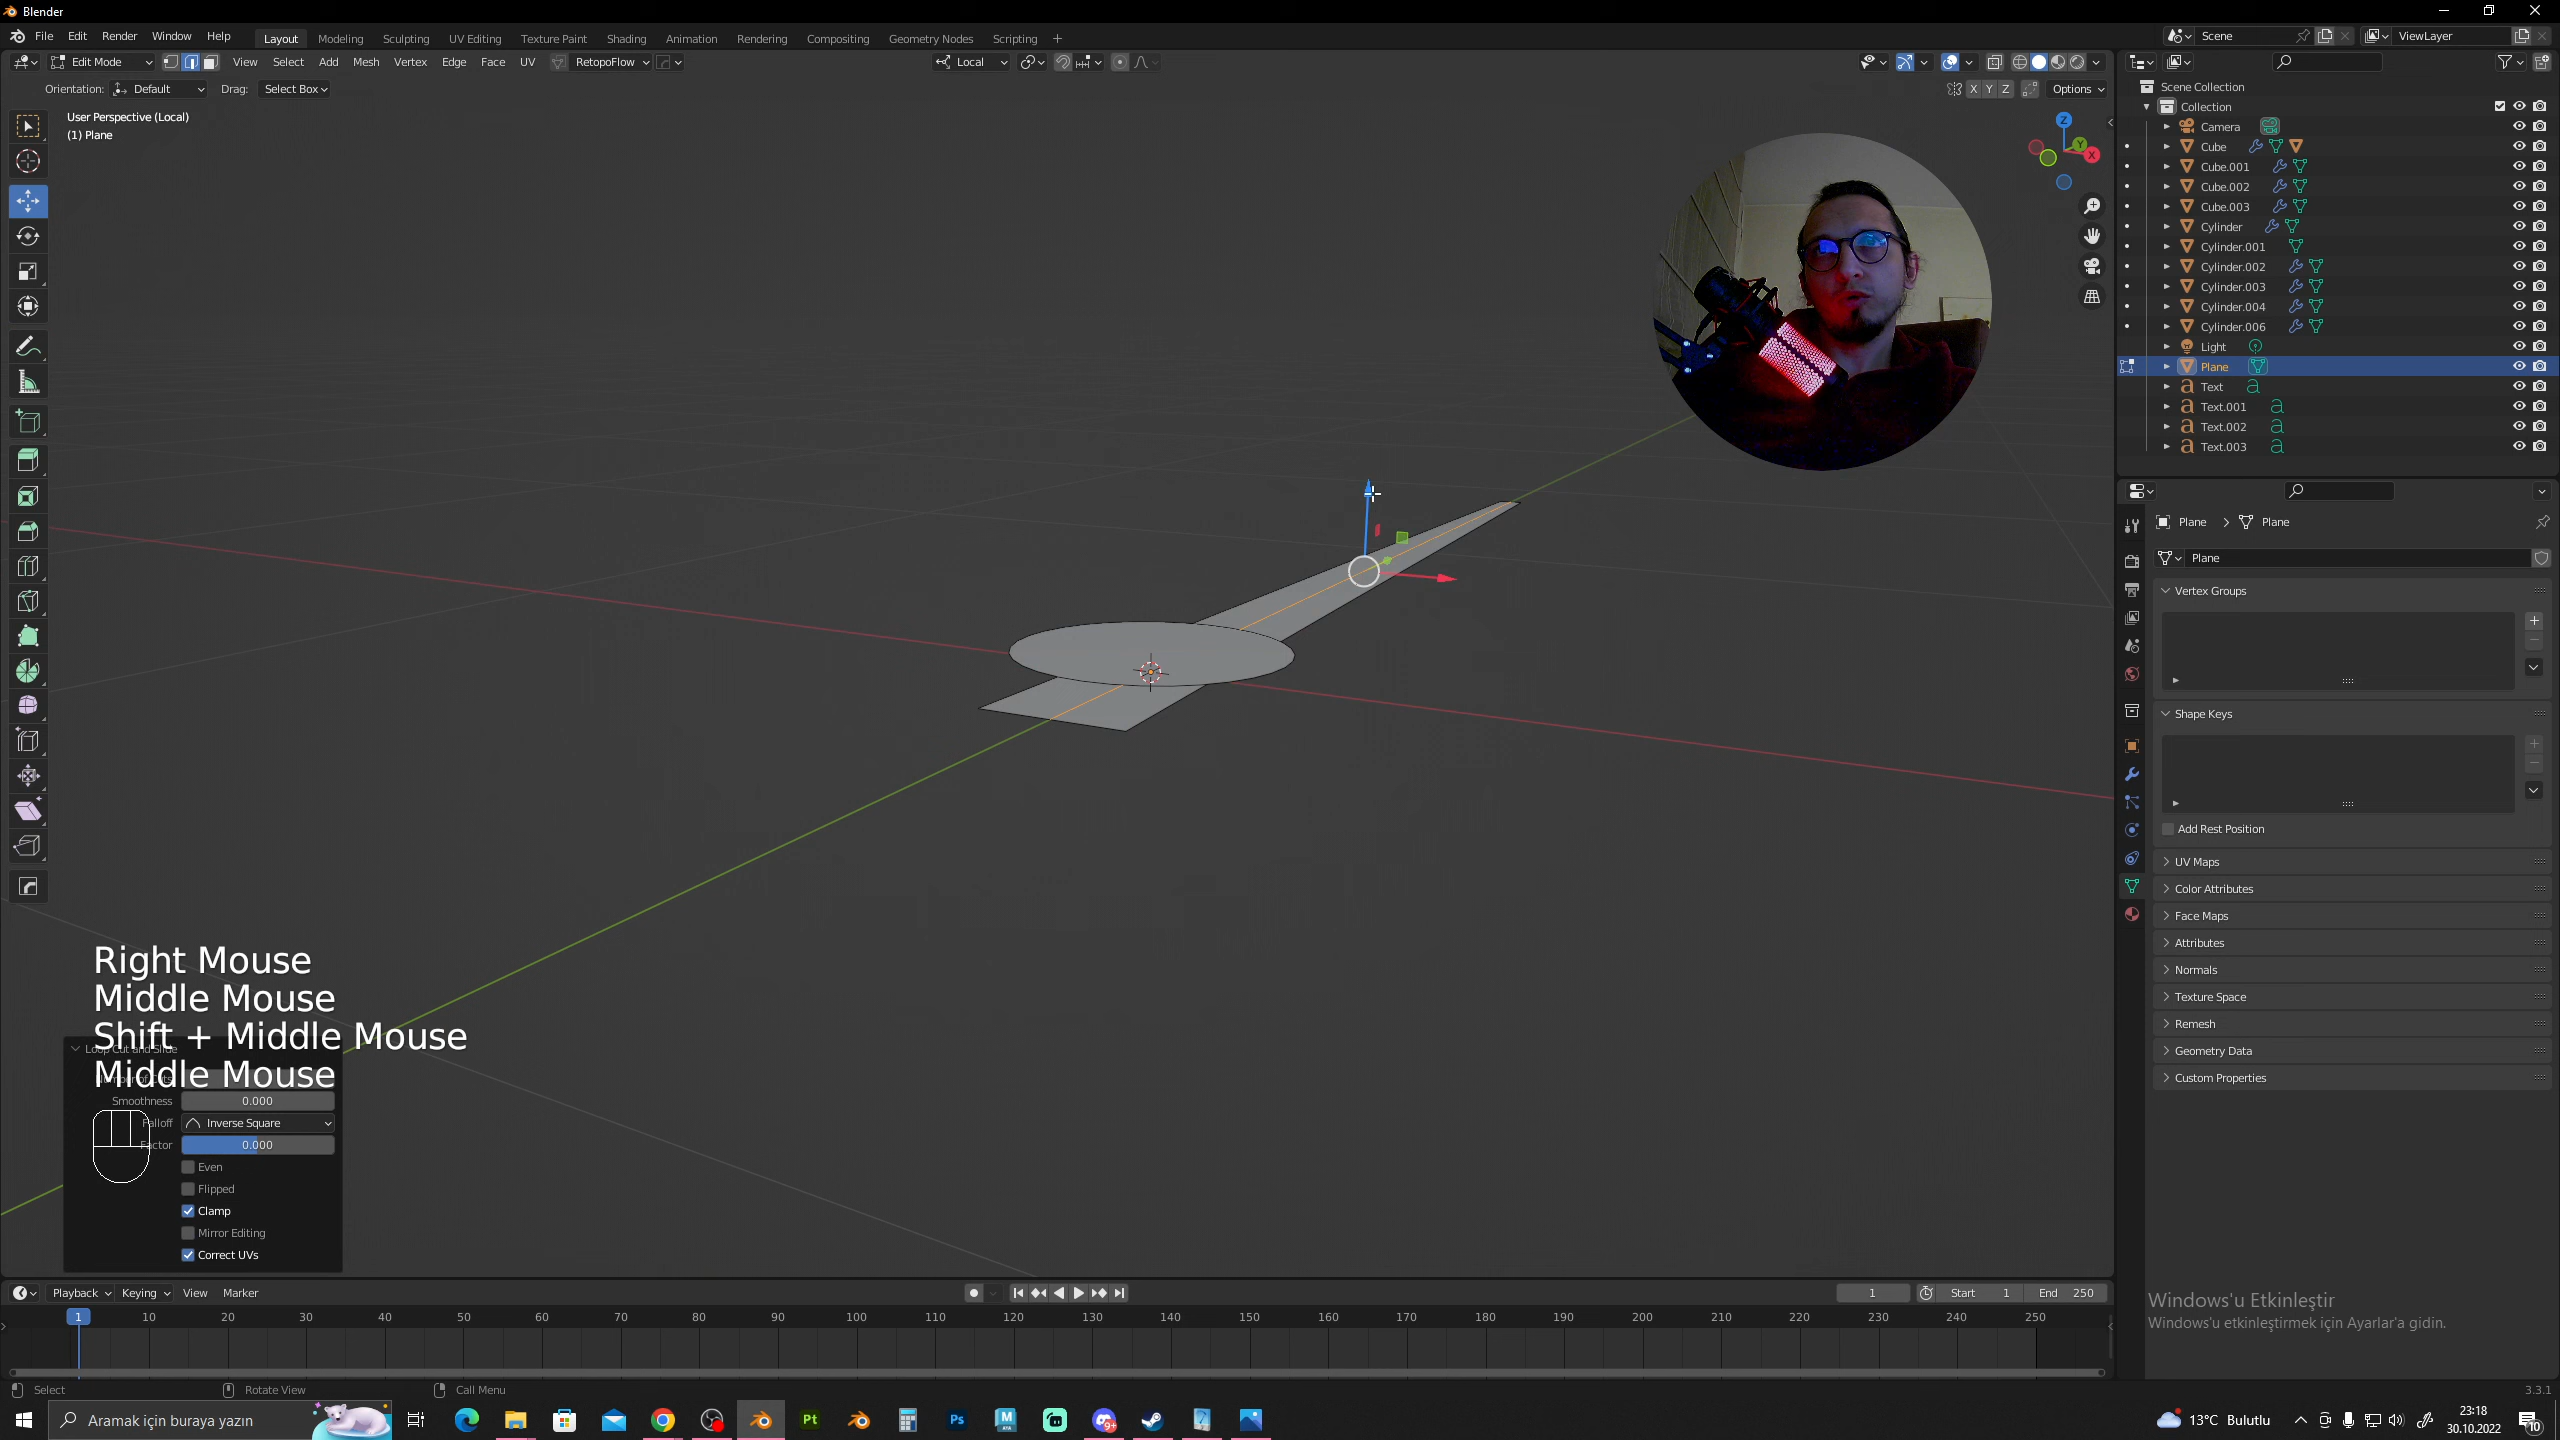 Blender
File Edit Render Window Help Layout Modeling Sculpting UV Editing Texture Paint Shading Animation Rendering Compositing Geometry Nodes Scripting + Scene ViewLayer
Edit Mode View Select Add Mesh Vertex Edge Face UV RetopoFlow Local
Orientation: Default Drag: Select Box X Y Z Options
User Perspective (Local)
(1) Plane
Z
Y
X
Scene Collection
Collection
Camera
Cube
Cube.001
Cube.002
Cube.003
Cylinder
Cylinder.001
Cylinder.002
Cylinder.003
Cylinder.004
Cylinder.006
Light
Plane
Text
Text.001
Text.002
Text.003
Plane > Plane
Plane
Vertex Groups
Shape Keys
Add Rest Position
UV Maps
Color Attributes
Face Maps
Attributes
Normals
Texture Space
Remesh
Geometry Data
Custom Properties
Right Mouse
Middle Mouse
Shift + Middle Mouse
Loop Cut and Slide
Middle Mouse
Smoothness 0.000
Falloff Inverse Square
Factor 0.000
Even
Flipped
Clamp
Mirror Editing
Correct UVs
Windows'u Etkinleştir
Windows'u etkinleştirmek için Ayarlar'a gidin.
Playback Keying View Marker 1 Start 1 End 250
1 10 20 30 40 50 60 70 80 90 100 110 120 130 140 150 160 170 180 190 200 210 220 230 240 250
Select Rotate View Call Menu 3.3.1
Aramak için buraya yazın Pt Ps M 9+ 13°C Bulutlu 23:18
30.10.2022 10